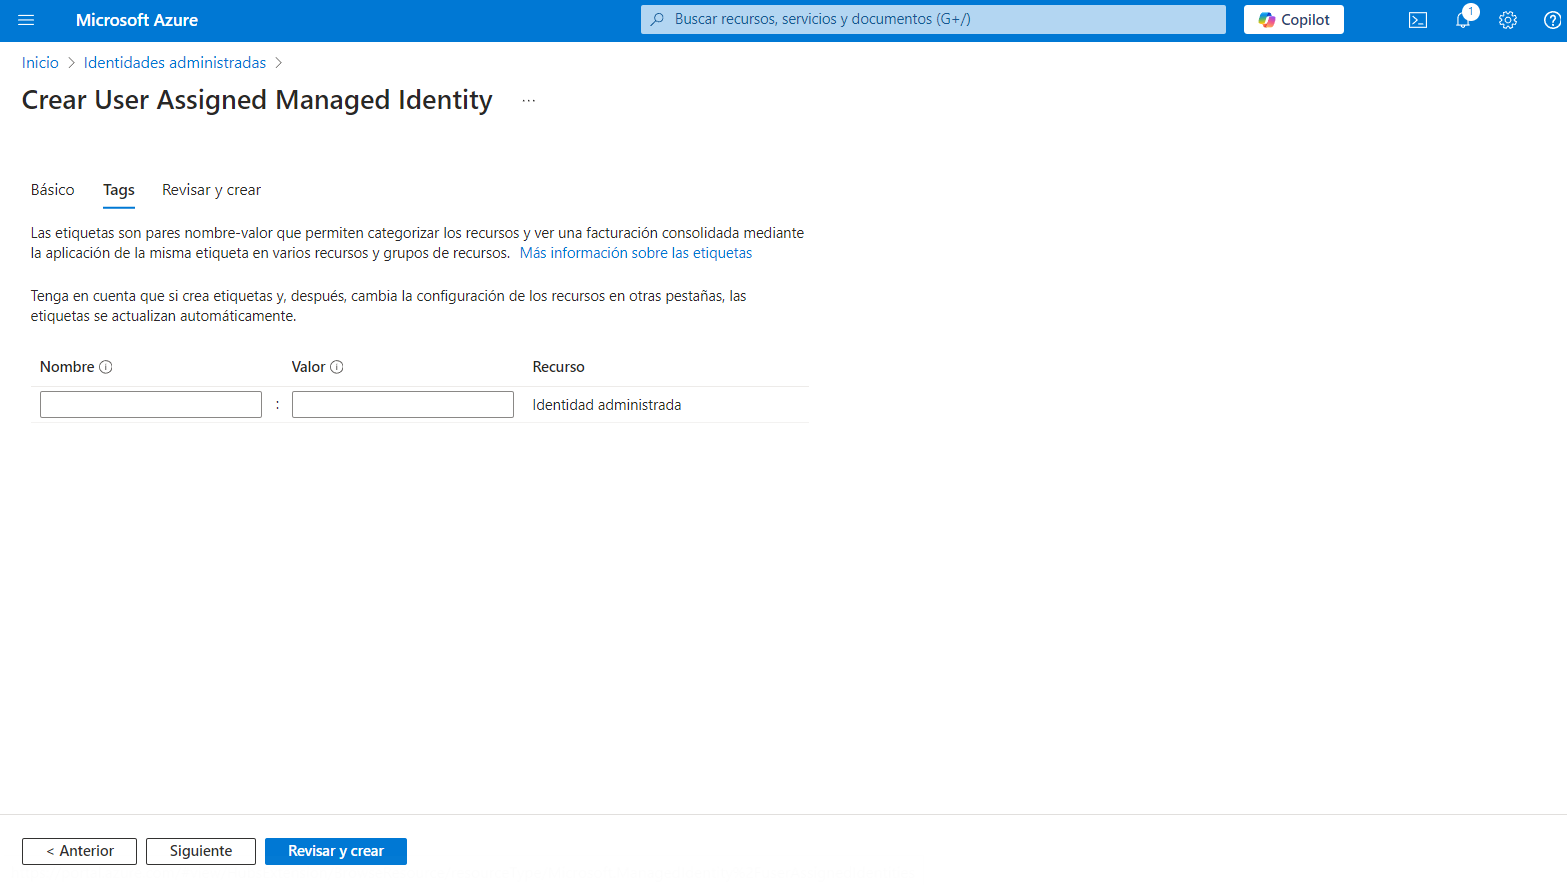 Microsoft Azure
Buscar recursos, servicios y documentos (G+/)
Copilot
1
Inicio > Identidades administradas >
Crear User Assigned Managed Identity ...
Básico Tags Revisar y crear
Las etiquetas son pares nombre-valor que permiten categorizar los recursos y ver una facturación consolidada mediante
la aplicación de la misma etiqueta en varios recursos y grupos de recursos. Más información sobre las etiquetas
Tenga en cuenta que si crea etiquetas y, después, cambia la configuración de los recursos en otras pestañas, las
etiquetas se actualizan automáticamente.
Nombre Valor Recurso
: Identidad administrada
< Anterior Siguiente Revisar y crear